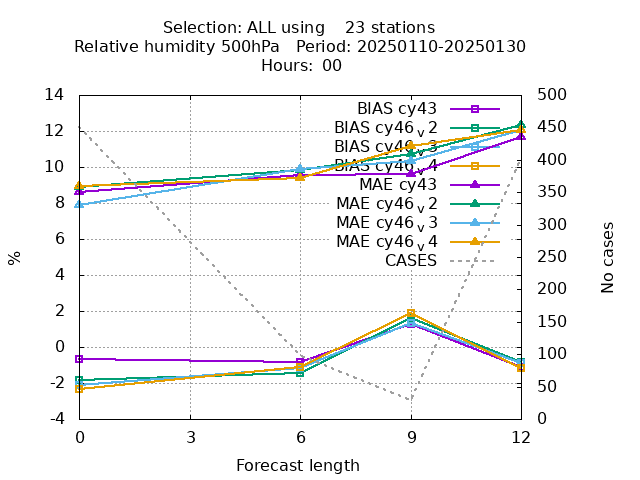 Selection: ALL using    23 stations
Relative humidity 500hPa   Period: 20250110-20250130
Hours: 00
BIAS cy43
BIAS cy46_v2
BIAS cy46_v3
BIAS cy46_v4
MAE cy43
MAE cy46_v2
MAE cy46_v3
MAE cy46_v4
CASES
14
12
10
8
6
4
2
0
-2
-4
%
500
450
400
350
300
250
200
150
100
50
0
No cases
0 3 6 9 12
Forecast length